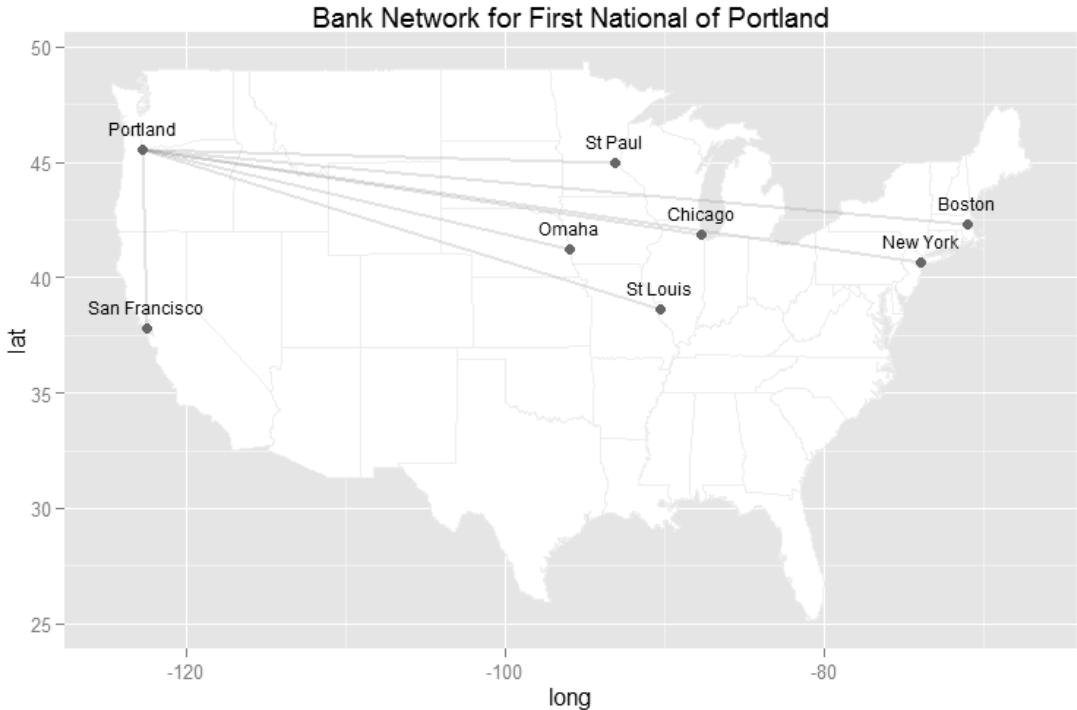 Bank Network for First National of Portland
50
45
40
35
30
25
lat
Portland
St Paul
Boston
Chicago
Omaha
New York
St Louis
San Francisco
-120
-100
-80
long